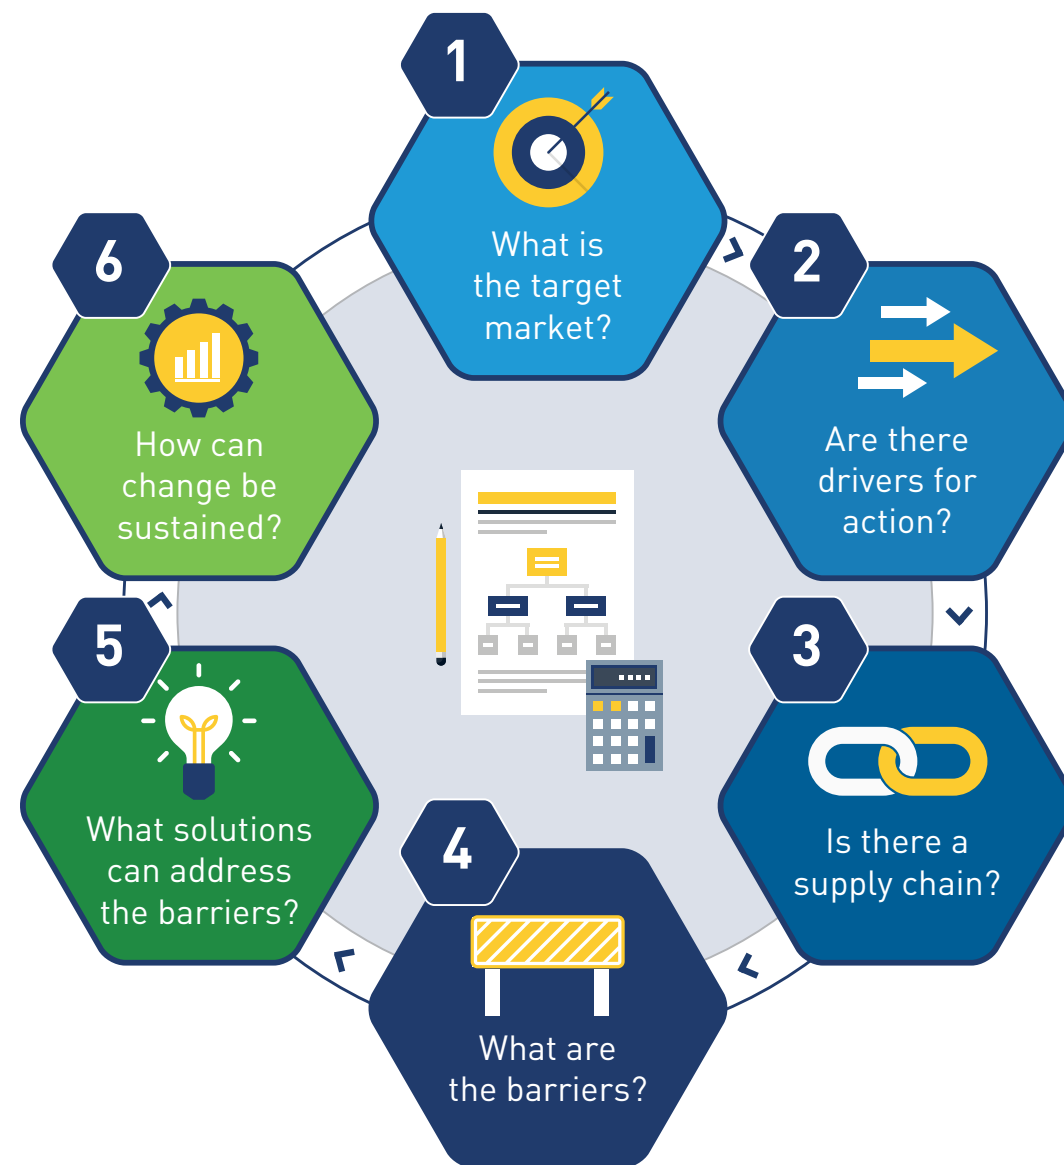 1
What is
the target
market?
2
Are there
drivers for
action?
3
Is there a
supply chain?
4
What are
the barriers?
5
What solutions
can address
the barriers?
6
How can
change be
sustained?